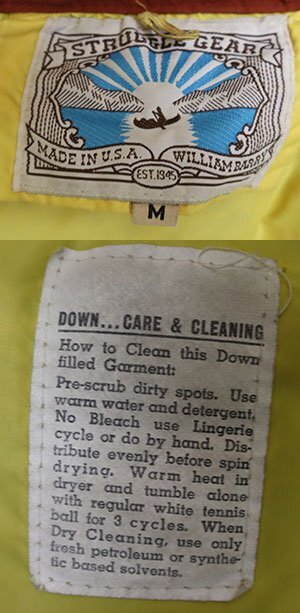 STRUGGLE GEAR
MADE IN U.S.A. WILLIAM BARRY'S
EST. 1945
M
DOWN...CARE & CLEANING
How to Clean this Down
filled Garment:
Pre-scrub dirty spots. Use
warm water and detergent.
No Bleach use Lingerie
cycle or do by hand. Dis-
tribute evenly before spin
drying. Warm heat in
dryer and tumble alone
with regular white tennis
ball for 3 cycles. When
Dry Cleaning, use only
fresh petroleum or synthe-
tic based solvents.